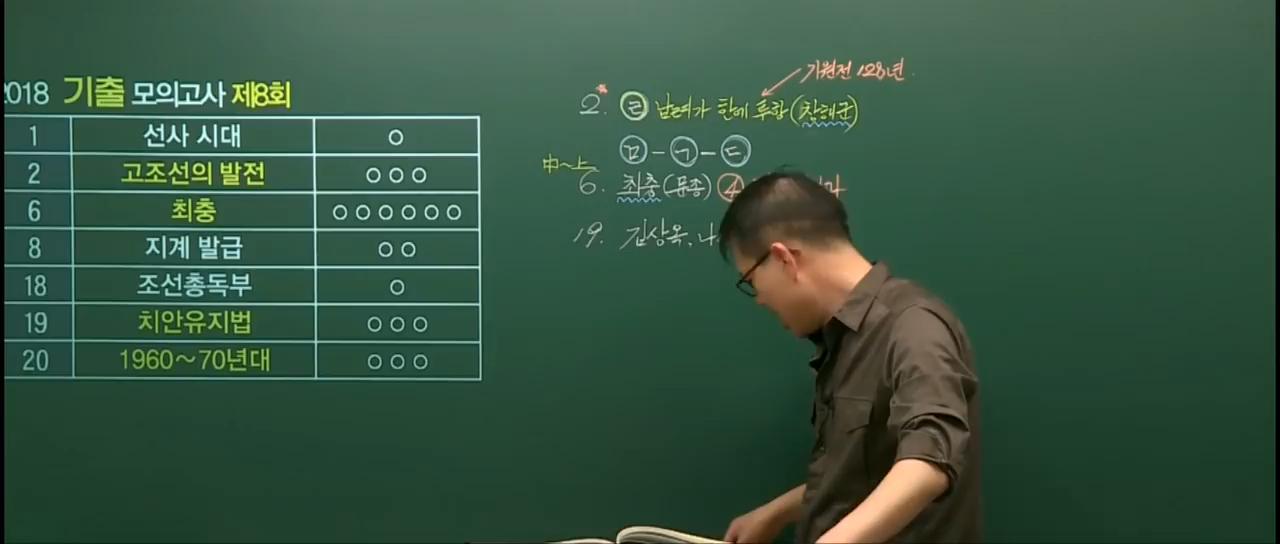 2018 기출 모의고사 제8회
1 선사 시대 ○
2 고조선의 발전 ○○○
6 최충 ○○○○○○
8 지계 발급 ○○
18 조선총독부 ○
19 치안유지법 ○○○
20 1960~70년대 ○○○
기원전 128년.
2. ㉣ 남려가 한에 투항(창해군)
㉤-㉠-㉢
中~上
6. 최충(문종) ④
19. 김상옥, 나